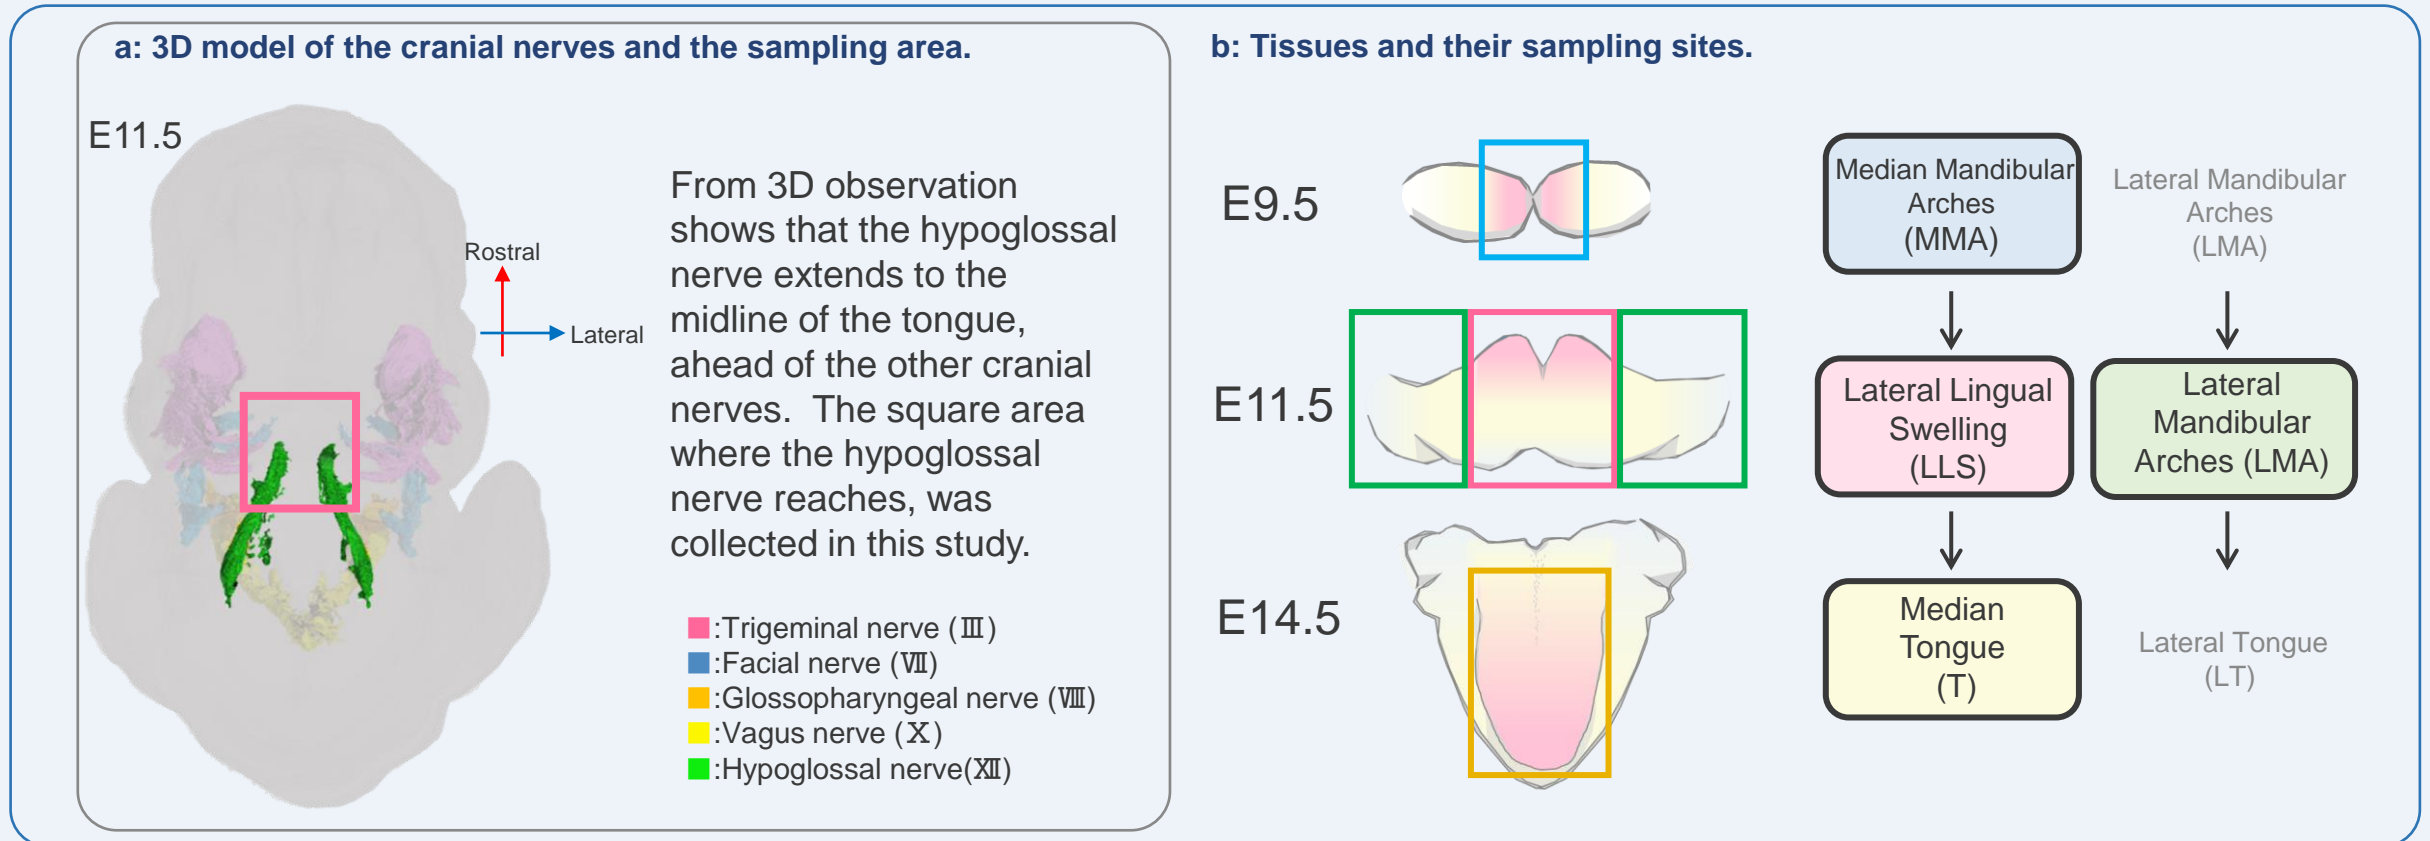 a: 3D model of the cranial nerves and the sampling area.
E11.5
Rostral
Lateral
From 3D observation
shows that the hypoglossal
nerve extends to the
midline of the tongue,
ahead of the other cranial
nerves.  The square area
where the hypoglossal
nerve reaches, was
collected in this study.
:Trigeminal nerve (Ⅲ)
:Facial nerve (Ⅶ)
:Glossopharyngeal nerve (Ⅷ)
:Vagus nerve (Ⅹ)
:Hypoglossal nerve(Ⅻ)
b: Tissues and their sampling sites.
E9.5
Median Mandibular
Arches
(MMA)
Lateral Mandibular
Arches
(LMA)
E11.5
Lateral Lingual
Swelling
(LLS)
Lateral
Mandibular
Arches (LMA)
E14.5
Median
Tongue
(T)
Lateral Tongue
(LT)